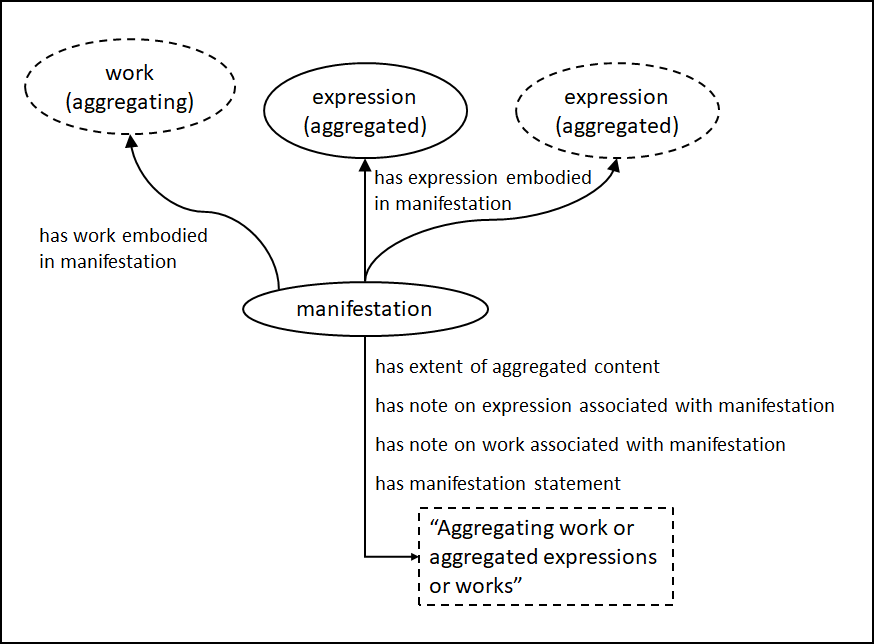 work
(aggregating)
expression
(aggregated)
expression
(aggregated)
has expression embodied
in manifestation
has work embodied
in manifestation
manifestation
has extent of aggregated content
has note on expression associated with manifestation
has note on work associated with manifestation
has manifestation statement
“Aggregating work or
aggregated expressions
or works”